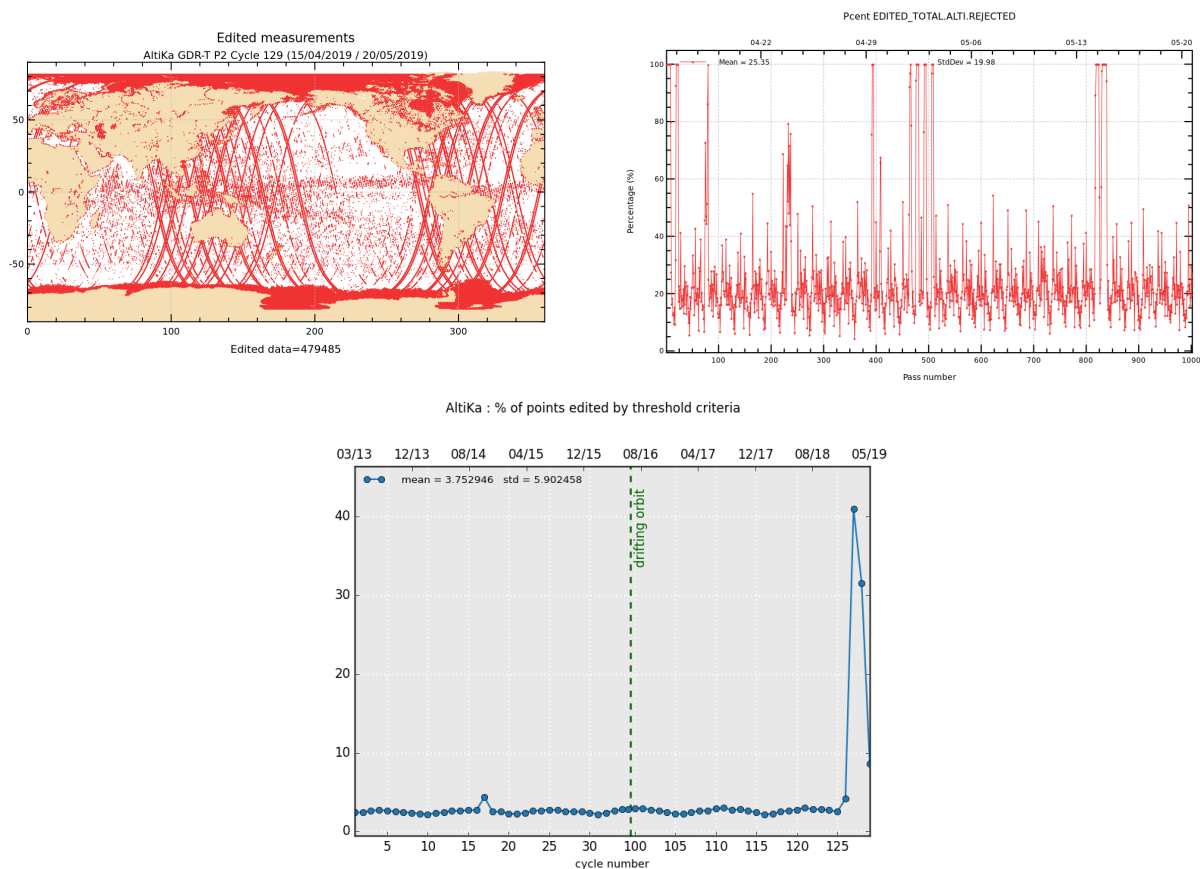 Edited measurements
AltiKa GDR-T P2 Cycle 129 (15/04/2019 / 20/05/2019)
50
0
-50
0 100 200 300
Edited data=479485
Pcent EDITED_TOTAL.ALTI.REJECTED
04-22 04-29 05-06 05-13 05-20
Mean = 25.35 StdDev = 19.98
Percentage (%)
100
80
60
40
20
0
100 200 300 400 500 600 700 800 900 1000
Pass number
AltiKa : % of points edited by threshold criteria
03/13 12/13 08/14 04/15 12/15 08/16 04/17 12/17 08/18 05/19
mean = 3.752946 std = 5.902458
drifting orbit
40
30
20
10
0
5 10 15 20 25 30 100 105 110 115 120 125
cycle number